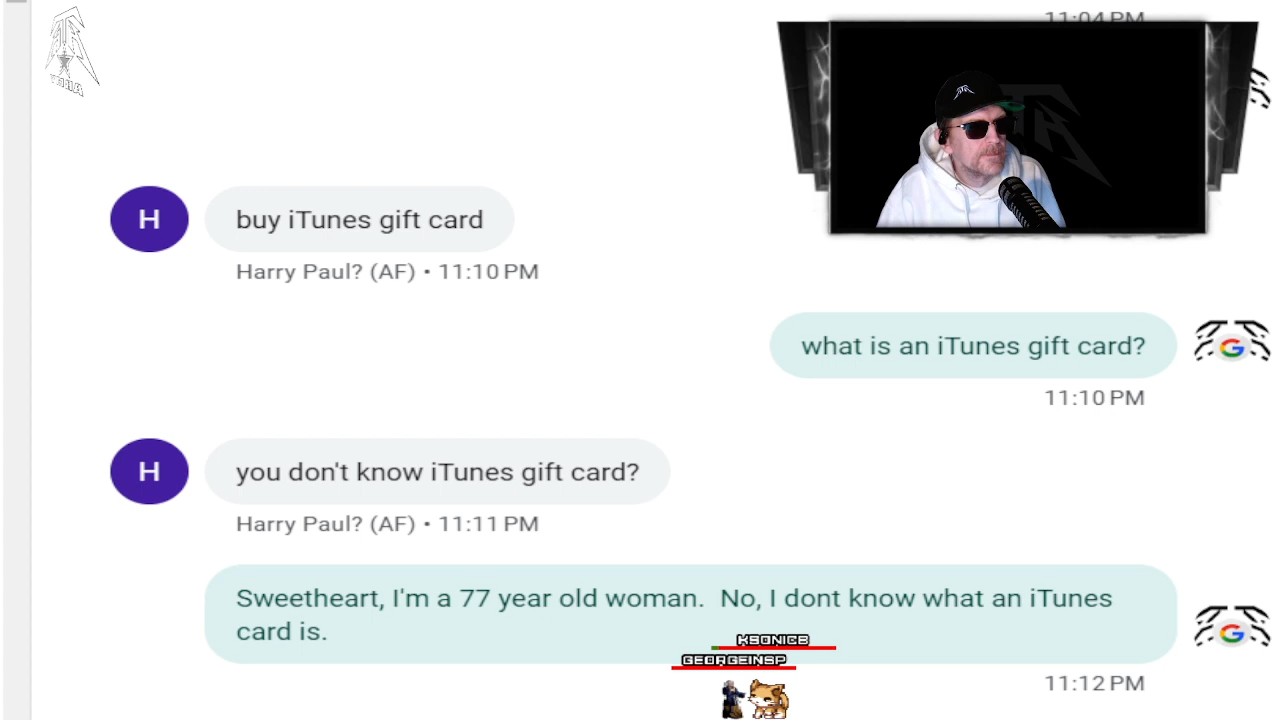 11:04 PM
buy iTunes gift card
Harry Paul? (AF) • 11:10 PM
what is an iTunes gift card?
11:10 PM
you don't know iTunes gift card?
Harry Paul? (AF) • 11:11 PM
Sweetheart, I'm a 77 year old woman.  No, I dont know what an iTunes
card is.
KSONICB
GEORGEINSP
11:12 PM
H
H
G
G